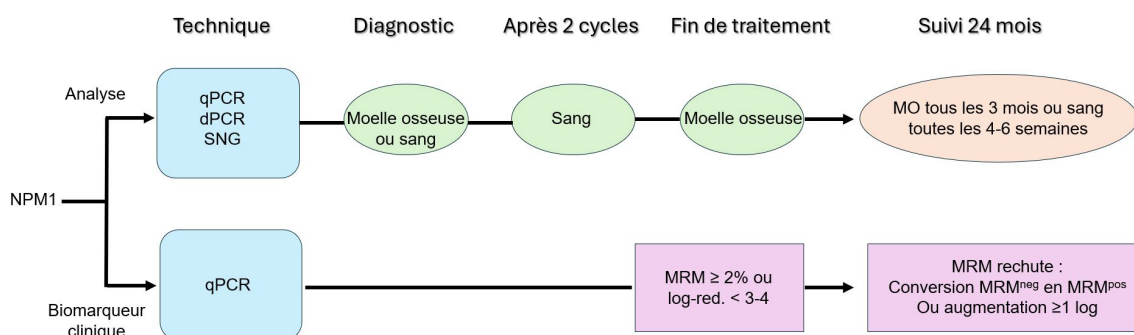 Technique
Diagnostic
Après 2 cycles
Fin de traitement
Suivi 24 mois
Analyse
qPCR
dPCR
SNG
Moelle osseuse
ou sang
Sang
Moelle osseuse
MO tous les 3 mois ou sang
toutes les 4-6 semaines
NPM1
qPCR
MRM ≥ 2% ou
log-red. < 3-4
MRM rechute :
Conversion MRMneg en MRMpos
Ou augmentation ≥1 log
Biomarqueur
clinique